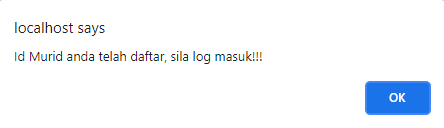 localhost says
Id Murid anda telah daftar, sila log masuk!!!
OK